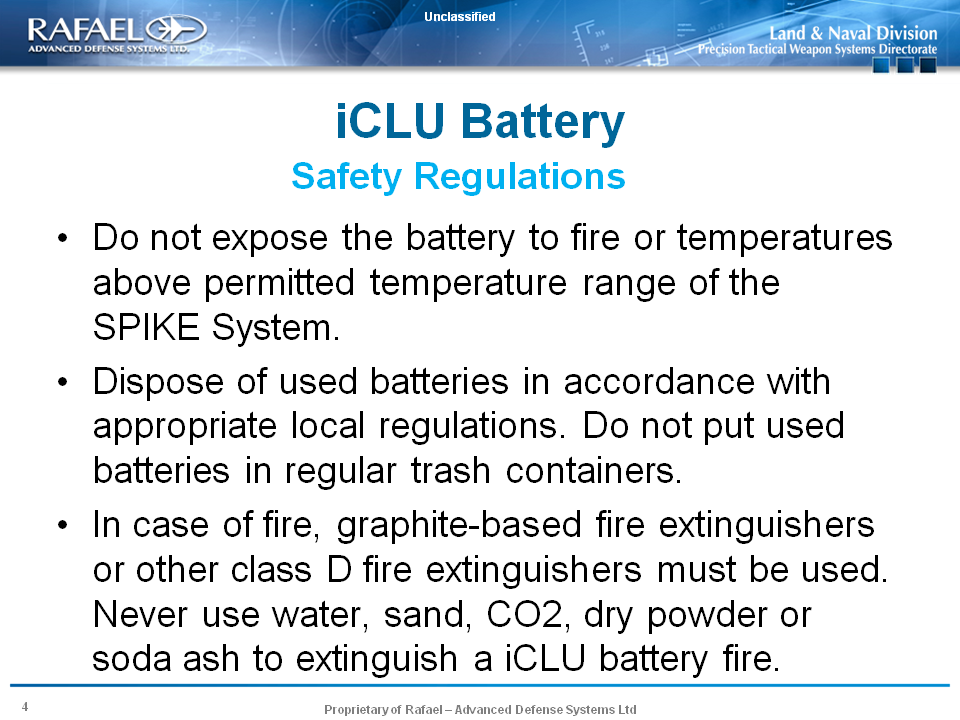 Unclassified
RAFAEL
ADVANCED DEFENSE SYSTEMS LTD.
Land & Naval Division
Precision Tactical Weapon Systems Directorate
iCLU Battery
Safety Regulations
• Do not expose the battery to fire or temperatures
above permitted temperature range of the
SPIKE System.
• Dispose of used batteries in accordance with
appropriate local regulations. Do not put used
batteries in regular trash containers.
• In case of fire, graphite-based fire extinguishers
or other class D fire extinguishers must be used.
Never use water, sand, CO2, dry powder or
soda ash to extinguish a iCLU battery fire.
4
Proprietary of Rafael – Advanced Defense Systems Ltd